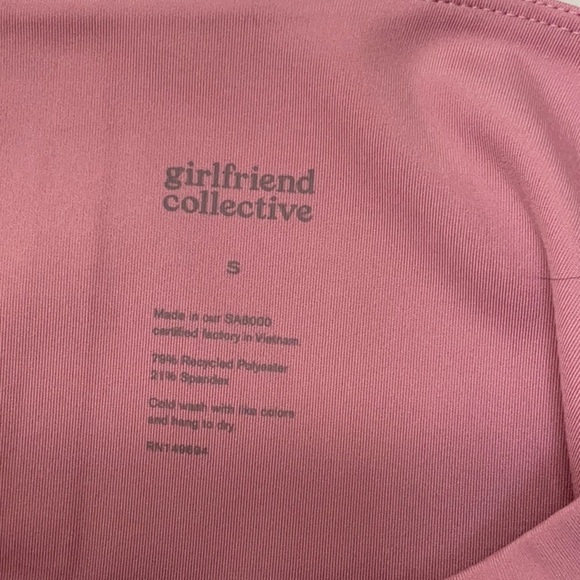 girlfriend
collective
S
Made in our SA8000
certified factory in Vietnam.
79% Recycled Polyester
21% Spandex
Cold wash with like colors
and hang to dry
RN149694